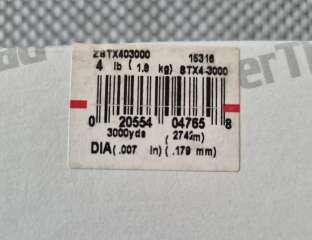 ZBTX403000 15316
4 lb ( 1.8 kg) STX4-3000
0 20554 04765 8
3000yds ( 2742m)
DIA( .007 in) ( .179 mm)